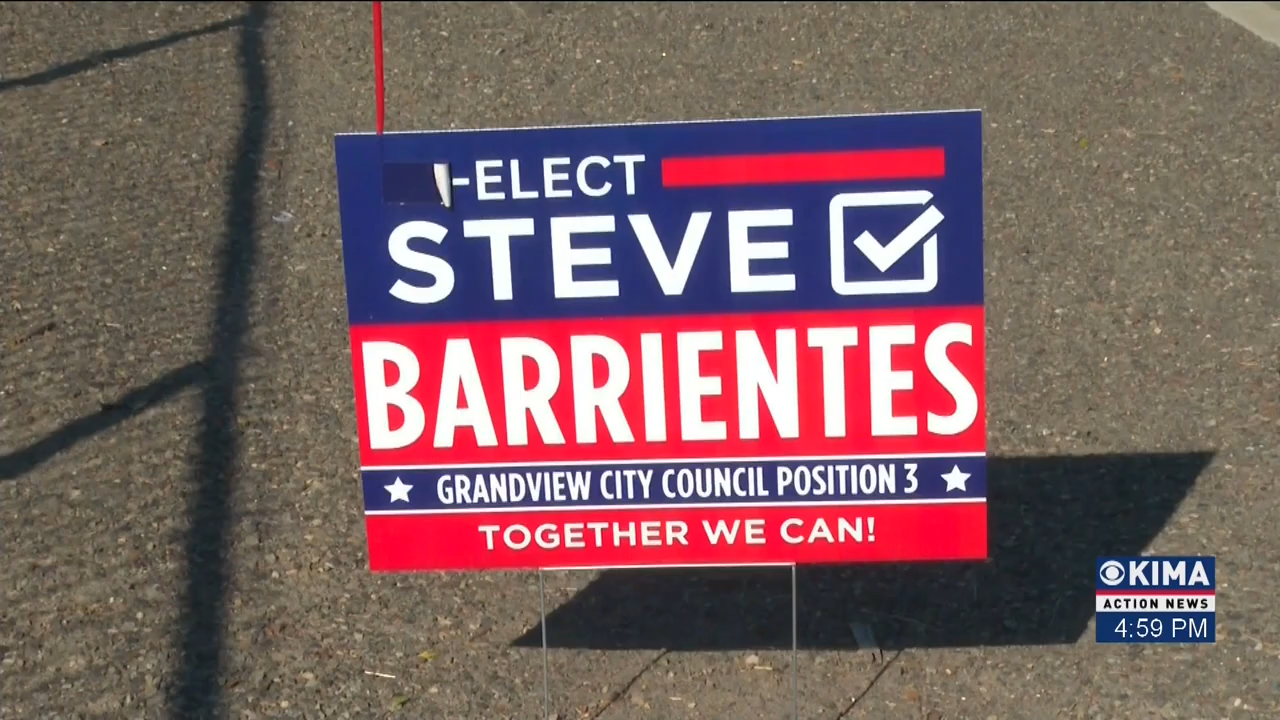 -ELECT
STEVE
BARRIENTES
GRANDVIEW CITY COUNCIL POSITION 3
TOGETHER WE CAN!
KIMA
ACTION NEWS
4:59 PM